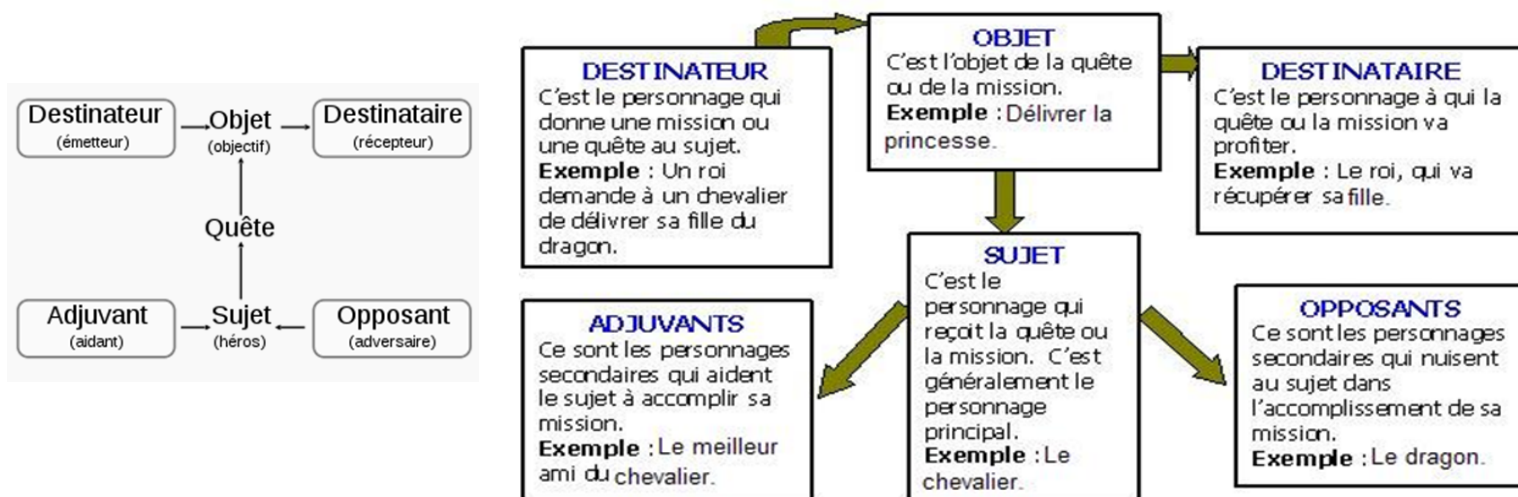 Destinateur
(émetteur)
Objet
(objectif)
Destinataire
(récepteur)
Quête
Adjuvant
(aidant)
Sujet
(héros)
Opposant
(adversaire)
DESTINATEUR
C'est le personnage qui
donne une mission ou
une quête au sujet.
Exemple : Un roi
demande à un chevalier
de délivrer sa fille du
dragon.
OBJET
C'est l'objet de la quête
ou de la mission.
Exemple : Délivrer la
princesse.
DESTINATAIRE
C'est le personnage à qui la
quête ou la mission va
profiter.
Exemple : Le roi, qui va
récupérer sa fille.
ADJUVANTS
Ce sont les personnages
secondaires qui aident
le sujet à accomplir sa
mission.
Exemple : Le meilleur
ami du chevalier.
SUJET
C'est le
personnage qui
reçoit la quête ou
la mission. C'est
généralement le
personnage
principal.
Exemple : Le
chevalier.
OPPOSANTS
Ce sont les personnages
secondaires qui nuisent
au sujet dans
l'accomplissement de sa
mission.
Exemple : Le dragon.